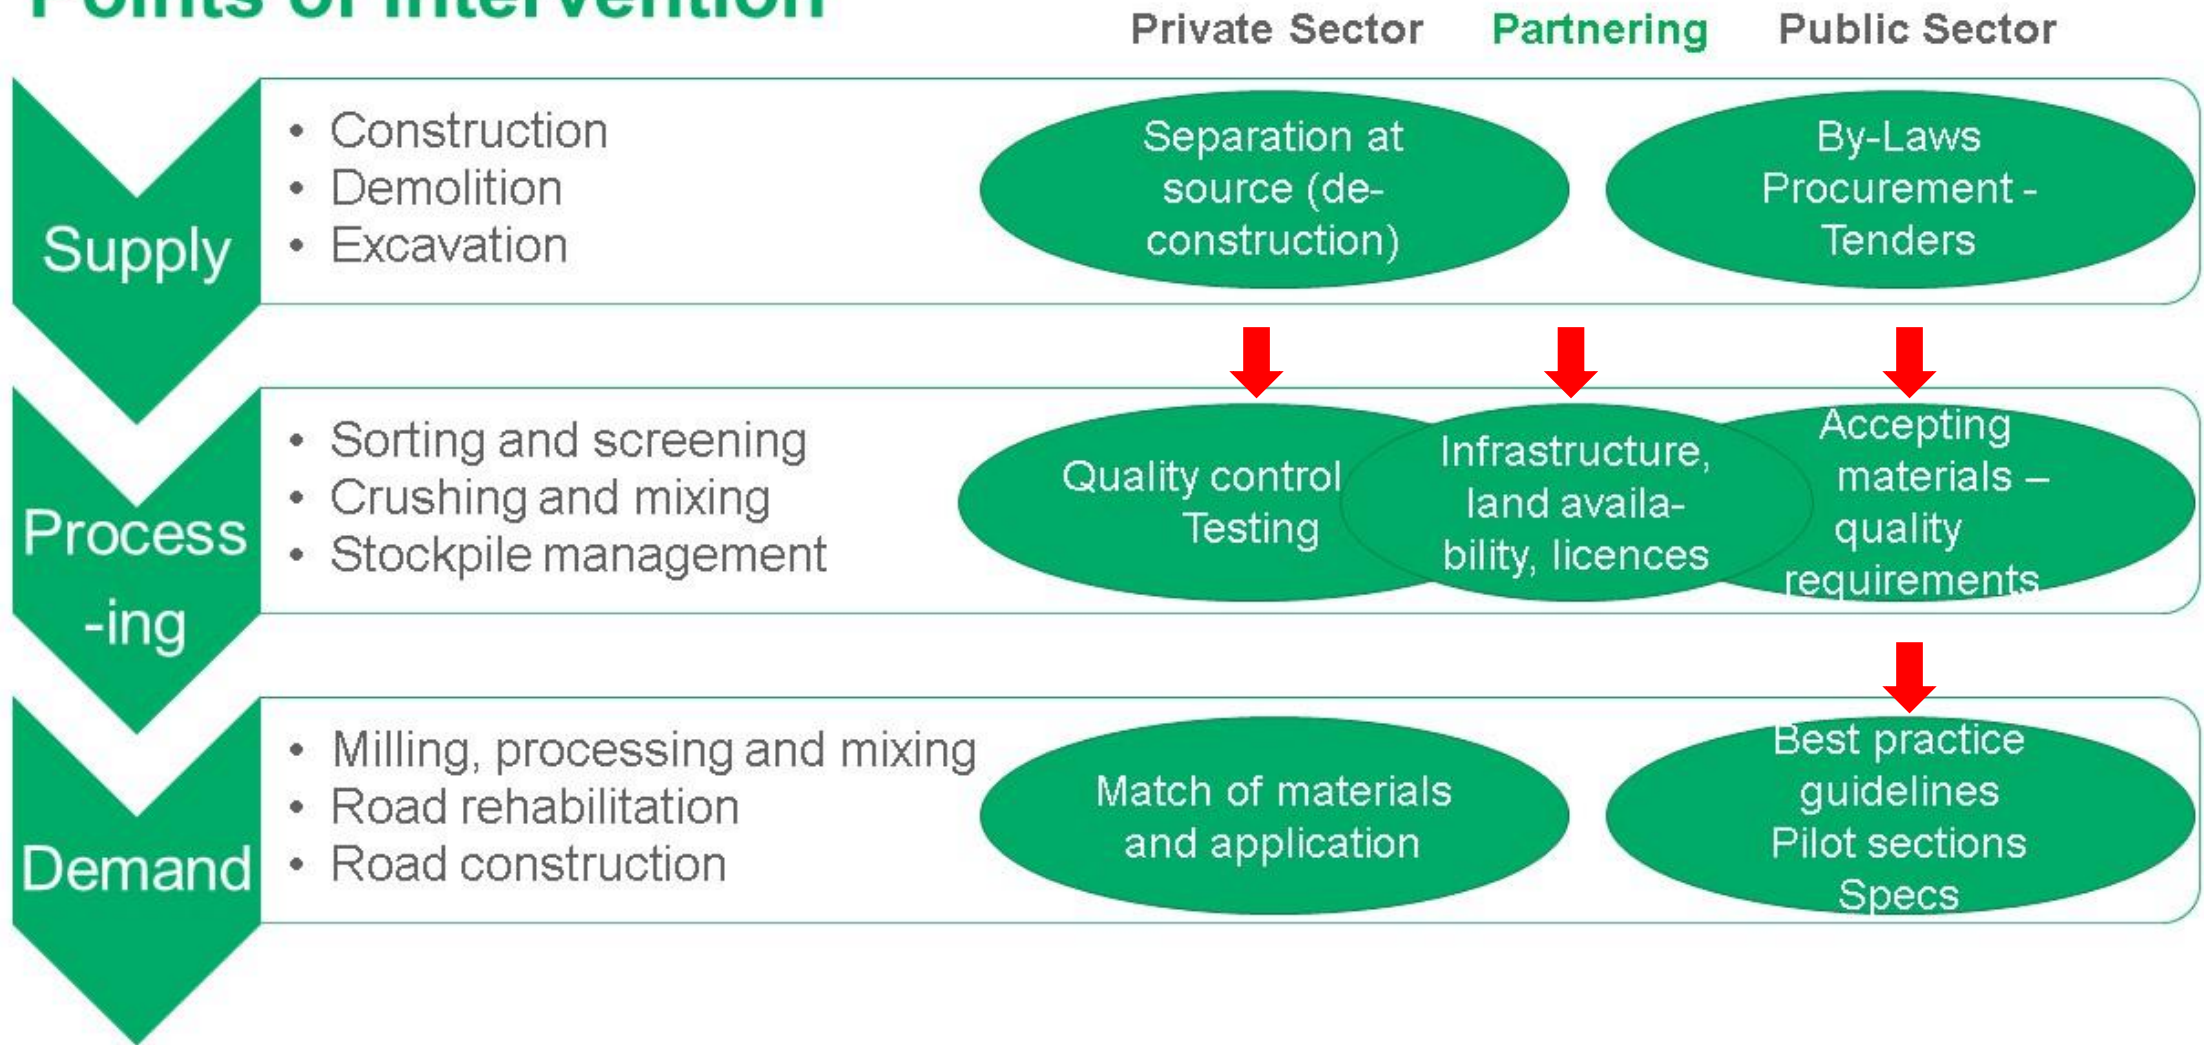 Points of Intervention
Private Sector
Partnering
Public Sector
Supply
• Construction
• Demolition
• Excavation
Separation at
source (de-
construction)
By-Laws
Procurement -
Tenders
Process
-ing
• Sorting and screening
• Crushing and mixing
• Stockpile management
Quality control
Testing
Infrastructure,
land availa-
bility, licences
Accepting
materials –
quality
requirements
Demand
• Milling, processing and mixing
• Road rehabilitation
• Road construction
Match of materials
and application
Best practice
guidelines
Pilot sections
Specs